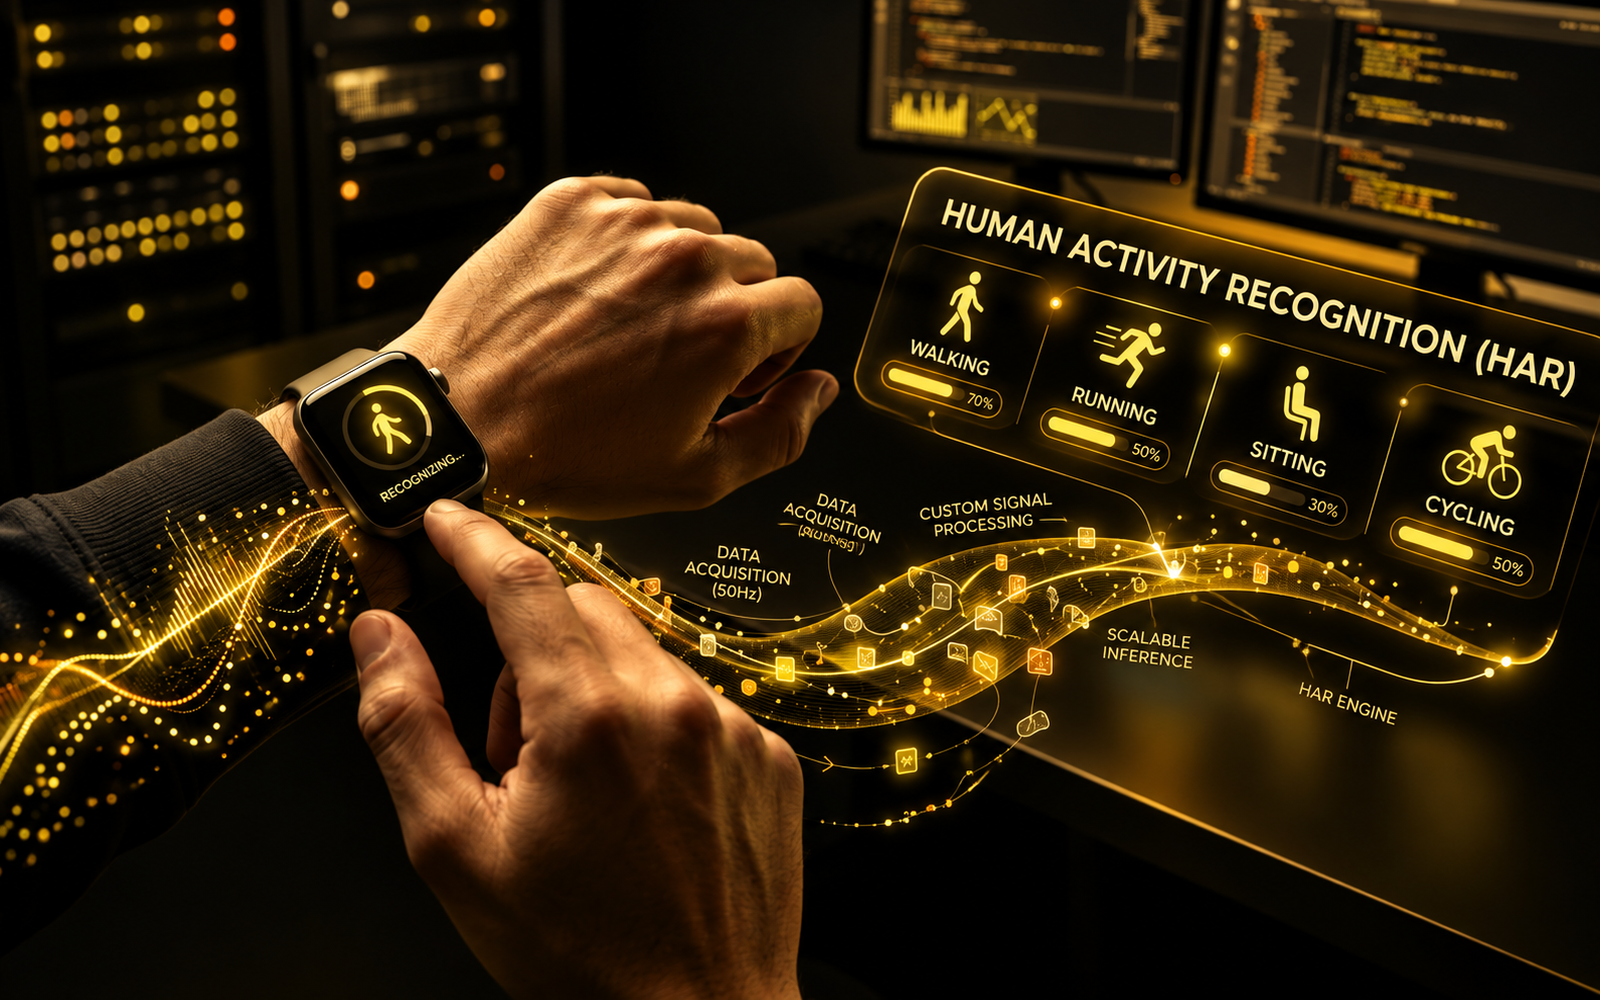 HUMAN ACTIVITY RECOGNITION (HAR)
WALKING
70%
RUNNING
50%
SITTING
30%
CYCLING
50%
RECOGNIZING...
DATA
ACQUISITION
(50Hz)
DATA
ACQUISITION
CUSTOM SIGNAL
PROCESSING
SCALABLE
INFERENCE
HAR ENGINE